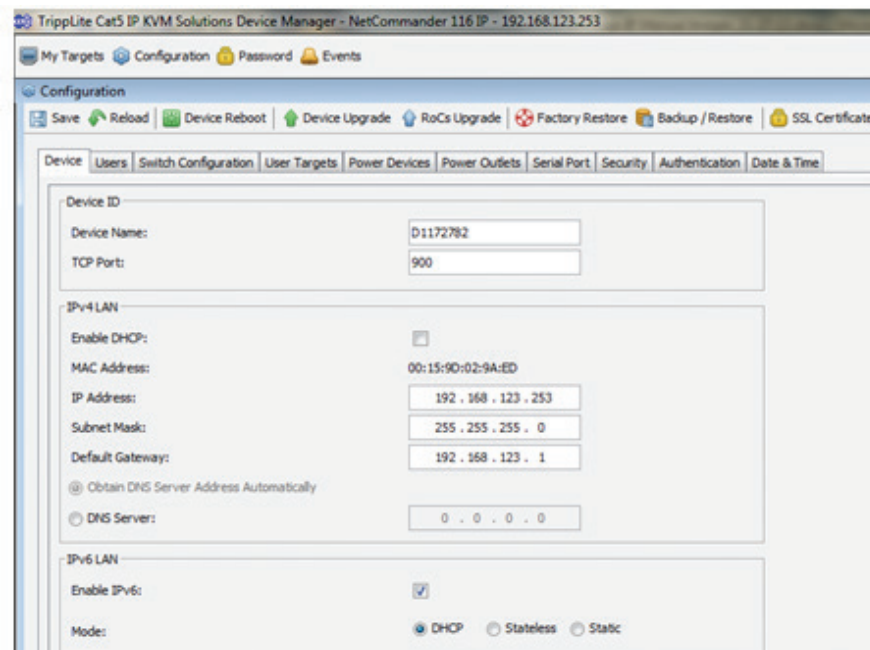 TrippLite Cat5 IP KVM Solutions Device Manager - NetCommander 116 IP - 192.168.123.253
My Targets Configuration Password Events
Configuration
Save Reload Device Reboot Device Upgrade RoCs Upgrade Factory Restore Backup / Restore SSL Certificate
Device Users Switch Configuration User Targets Power Devices Power Outlets Serial Port Security Authentication Date & Time
Device ID
Device Name: D1172782
TCP Port: 900
IPv4 LAN
Enable DHCP:
MAC Address: 00:15:9D:02:9A:ED
IP Address: 192 . 168 . 123 . 253
Subnet Mask: 255 . 255 . 255 . 0
Default Gateway: 192 . 168 . 123 . 1
Obtain DNS Server Address Automatically
DNS Server: 0 . 0 . 0 . 0
IPv6 LAN
Enable IPv6:
Mode: DHCP Stateless Static